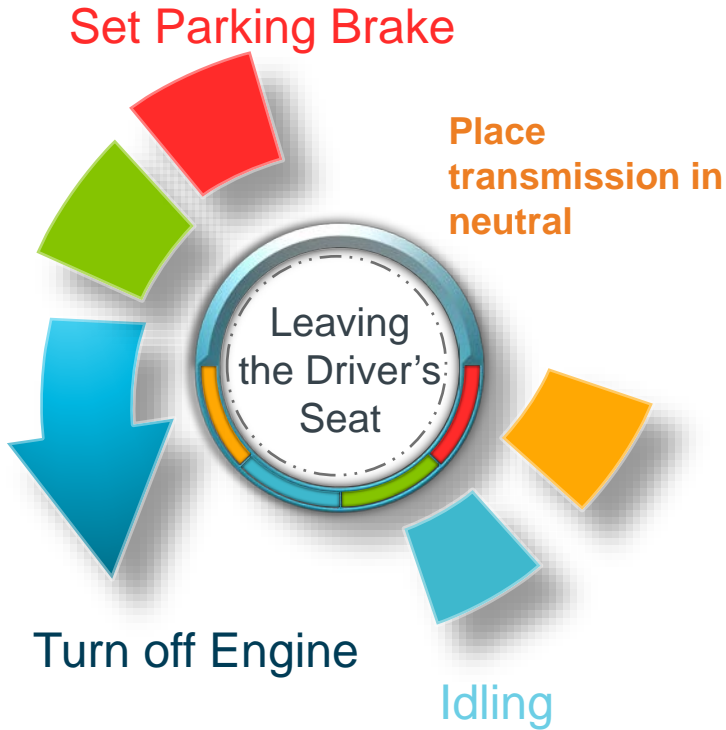 Set Parking Brake
Place
transmission in
neutral
Leaving
the Driver's
Seat
Turn off Engine
Idling